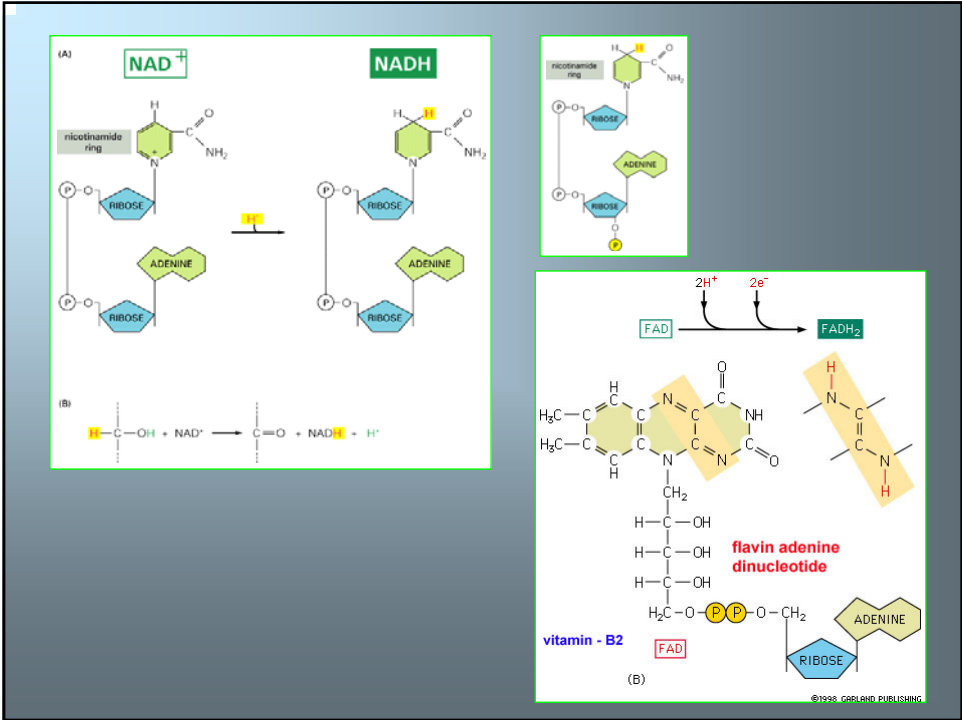 (A)
NAD+
NADH
nicotinamide
ring
H
C
O
NH2
N
+
P
O
RIBOSE
ADENINE
P
O
RIBOSE
H-
H
H
C
O
NH2
N
P
O
RIBOSE
ADENINE
P
O
RIBOSE
(B)
H–C–OH + NAD+ → C=O + NADH + H+
nicotinamide
ring
H
H
C
O
NH2
N
P
O
RIBOSE
ADENINE
P
O
RIBOSE
O
P
2H+
2e-
FAD
FADH2
H
H3C
C
C
C
N
C
C
O
NH
H3C
C
C
C
N
C
N
C
O
H
CH2
H–C–OH
H–C–OH
H–C–OH
H2C–O–P P–O–CH2
H
N
C
C
N
H
flavin adenine
dinucleotide
ADENINE
RIBOSE
vitamin - B2
FAD
(B)
©1998 GARLAND PUBLISHING